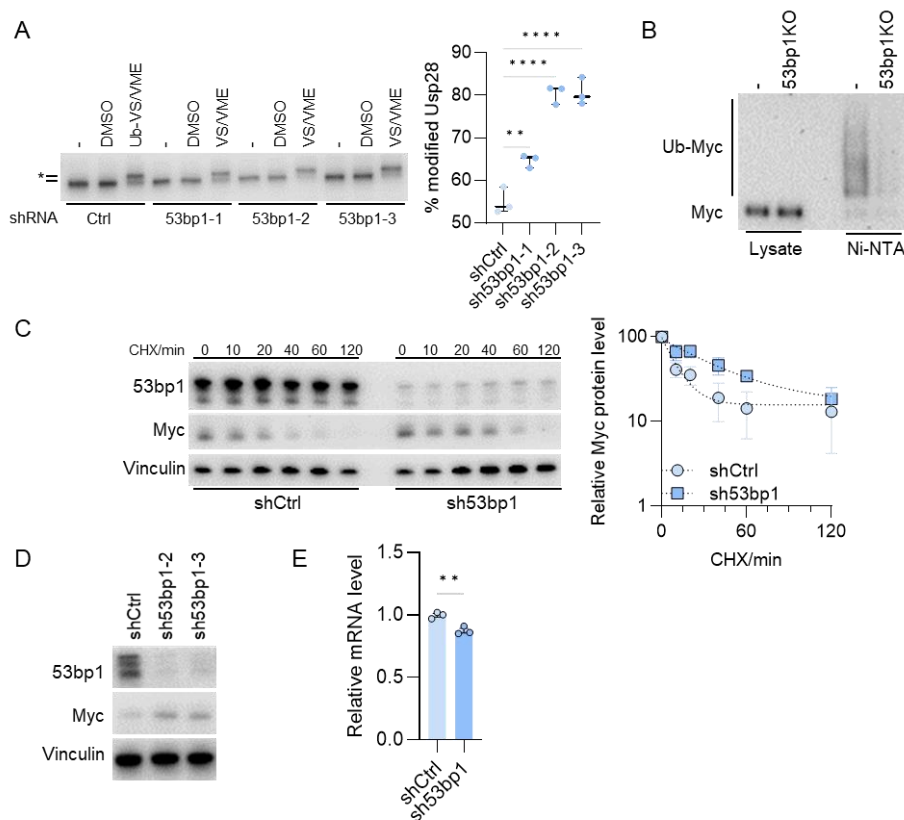 A
-
DMSO
Ub-VS/VME
-
DMSO
VS/VME
-
DMSO
VS/VME
-
DMSO
VS/VME
*=
shRNA
Ctrl
53bp1-1
53bp1-2
53bp1-3
% modified Usp28
90
80
70
60
50
****
****
**
shCtrl
sh53bp1-1
sh53bp1-2
sh53bp1-3
B
-
53bp1KO
-
53bp1KO
Ub-Myc
Myc
Lysate
Ni-NTA
C
CHX/min
0 10 20 40 60 120
0 10 20 40 60 120
53bp1
Myc
Vinculin
shCtrl
sh53bp1
Relative Myc protein level
100
10
1
shCtrl
sh53bp1
0
60
120
CHX/min
D
shCtrl
sh53bp1-2
sh53bp1-3
53bp1
Myc
Vinculin
E
Relative mRNA level
1.5
1.0
0.5
0.0
**
shCtrl
sh53bp1